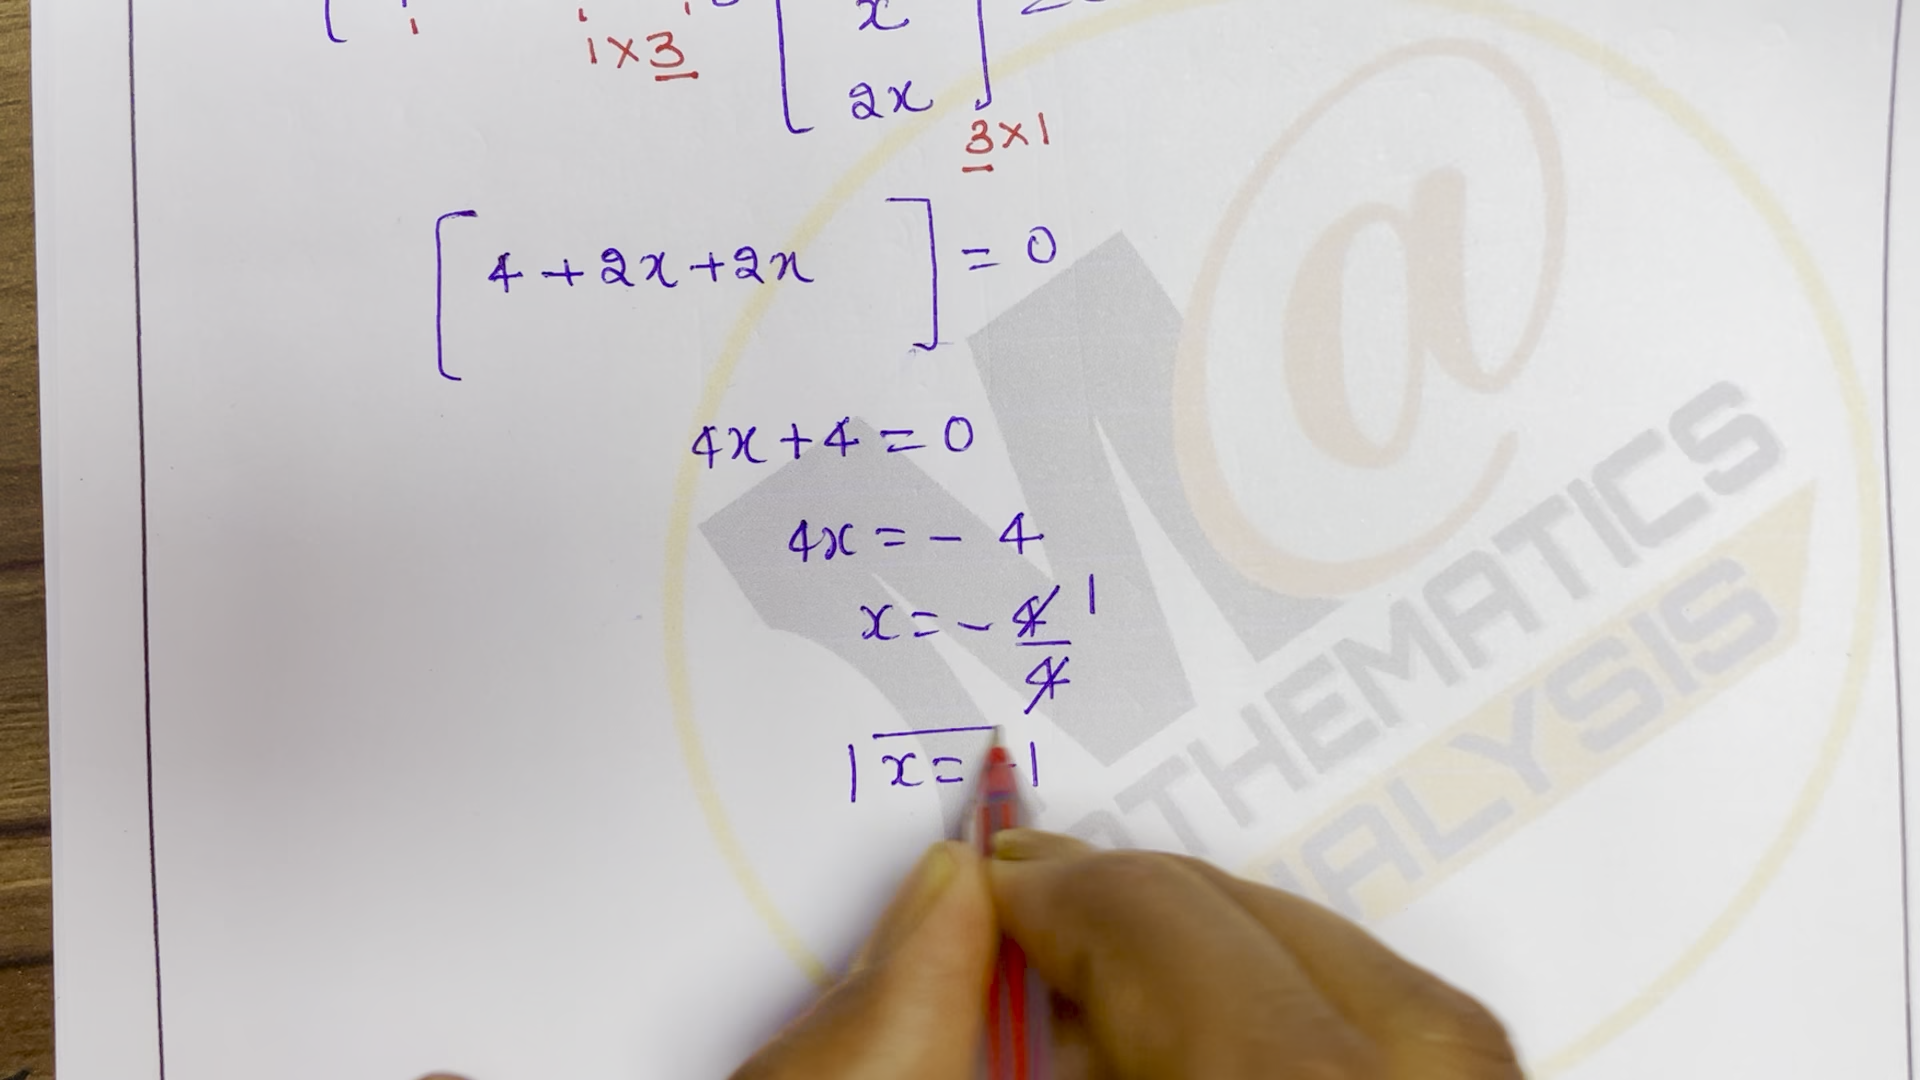 1×3
x
2x
3×1
[4+2x+2x] = 0
4x+4=0
4x = - 4
x = - 4/4 1
x = -1
MATHEMATICS
ANALYSIS